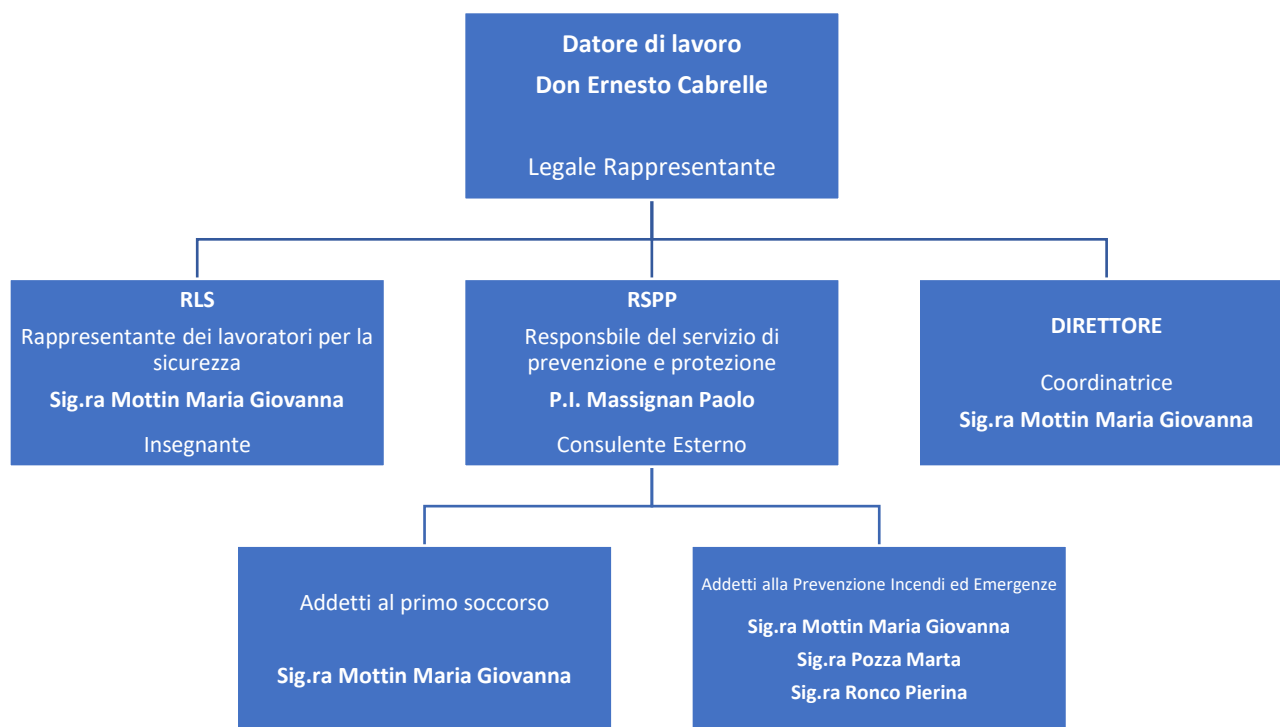 Datore di lavoro
Don Ernesto Cabrelle
Legale Rappresentante
RLS
Rappresentante dei lavoratori per la
sicurezza
Sig.ra Mottin Maria Giovanna
Insegnante
RSPP
Responsbile del servizio di
prevenzione e protezione
P.I. Massignan Paolo
Consulente Esterno
DIRETTORE
Coordinatrice
Sig.ra Mottin Maria Giovanna
Addetti al primo soccorso
Sig.ra Mottin Maria Giovanna
Addetti alla Prevenzione Incendi ed Emergenze
Sig.ra Mottin Maria Giovanna
Sig.ra Pozza Marta
Sig.ra Ronco Pierina